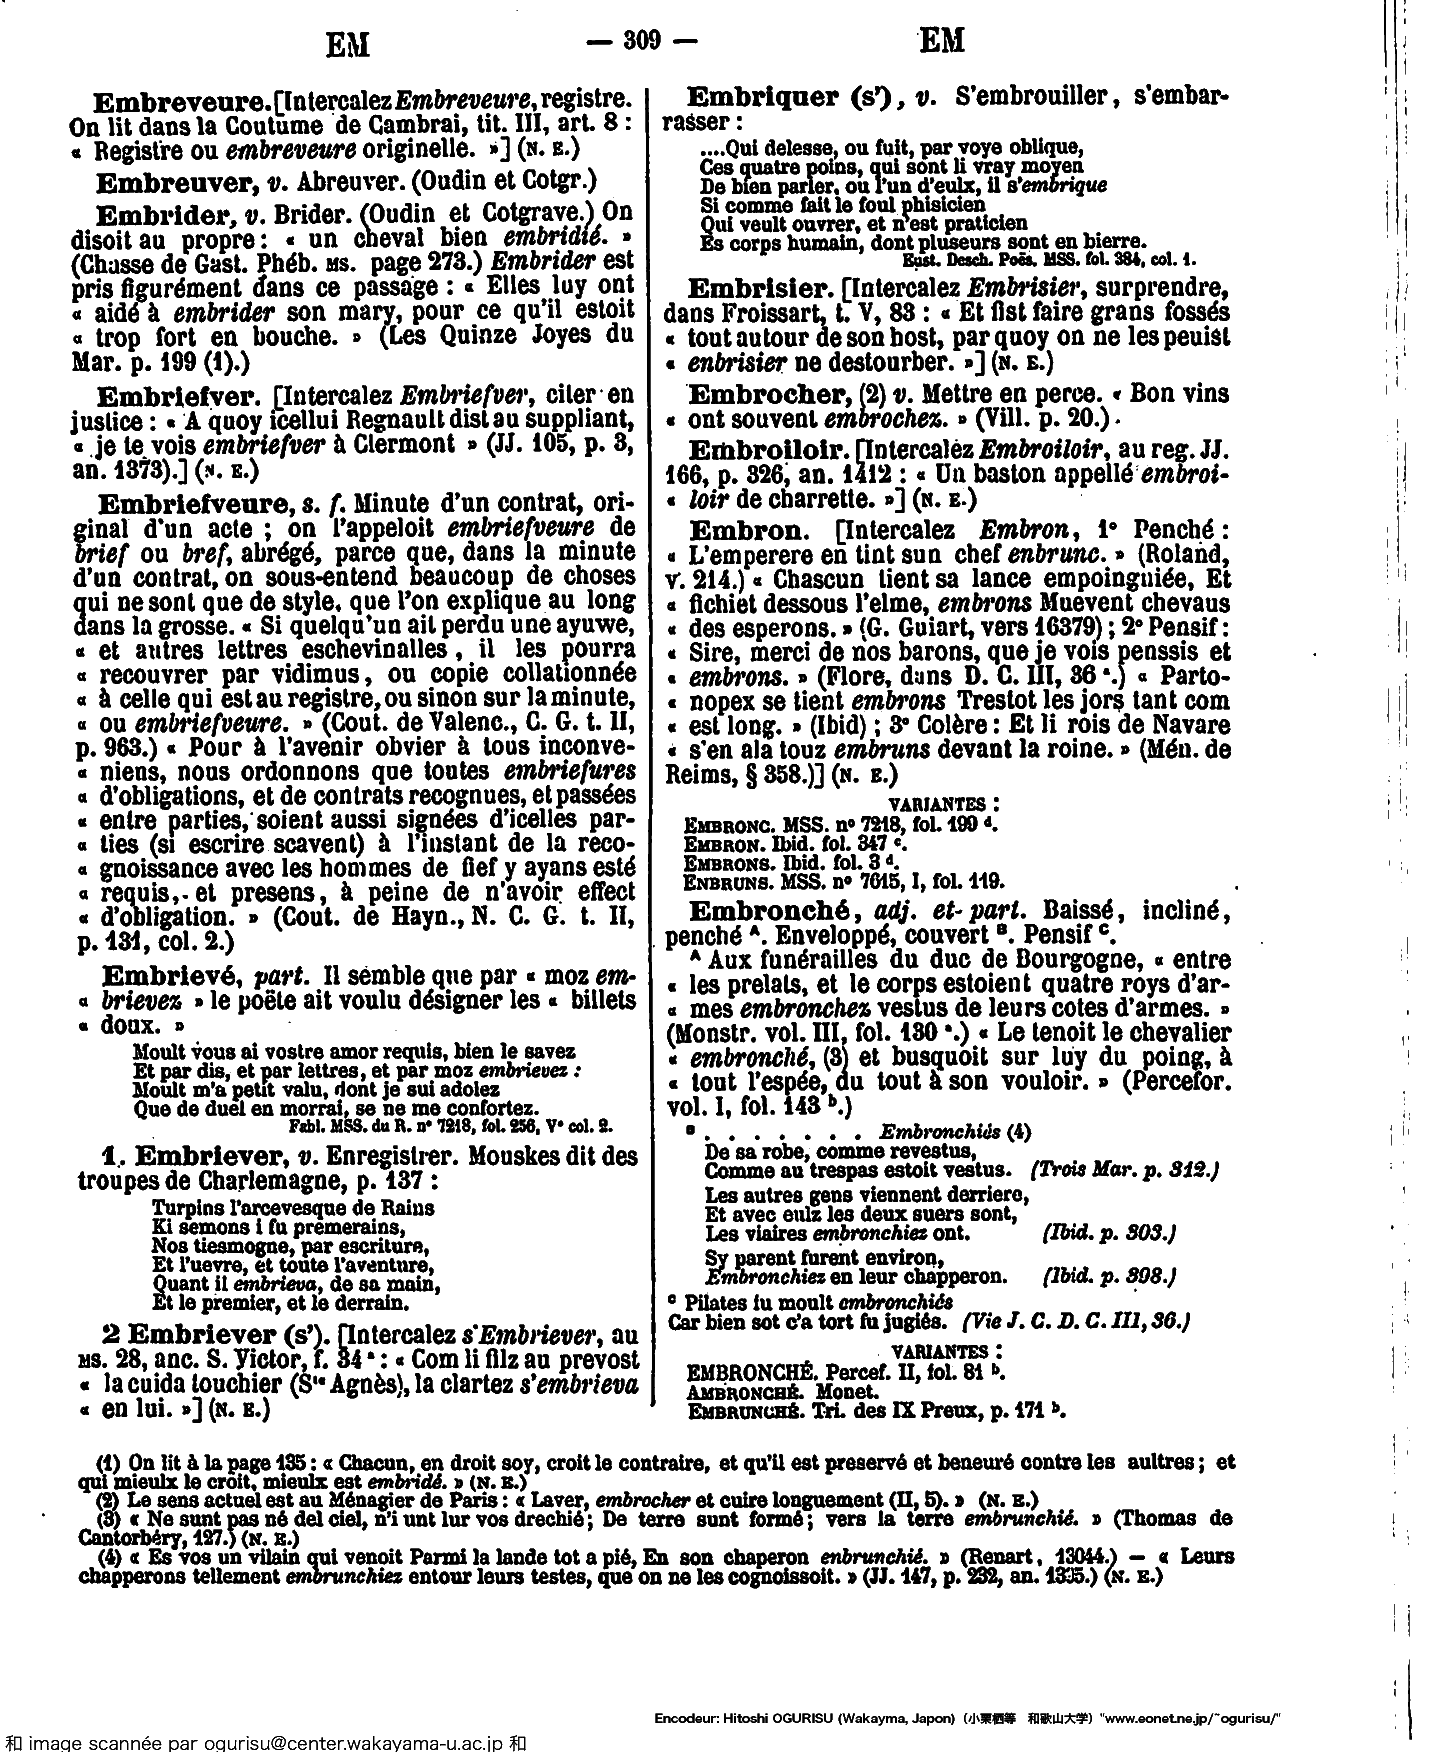 EM
— 309 —
EM
Embreveure. [Intercalez Embreveure, registre.
On lit dans la Coutume de Cambrai, tit. III, art. 8 :
« Registre ou embreveure originelle. »] (N. E.)
Embreuver, v. Abreuver. (Oudin et Cotgr.)
Embrider, v. Brider. (Oudin et Cotgrave.) On
disoit au propre : « un cheval bien embridié. »
(Chasse de Gast. Phéb. MS. page 273.) Embrider est
pris figurément dans ce passage : « Elles luy ont
« aidé à embrider son mary, pour ce qu'il estoit
« trop fort en bouche. » (Les Quinze Joyes du
Mar. p. 199 (1).)
Embriefver. [Intercalez Embriefver, citer en
justice : « A quoy icellui Regnault dist au suppliant,
« je te vois embriefver à Clermont » (JJ. 105, p. 3,
an. 1373).] (N. E.)
Embriefveure, s. f. Minute d'un contrat, ori-
ginal d'un acte ; on l'appeloit embriefveure de
brief ou bref, abrégé, parce que, dans la minute
d'un contrat, on sous-entend beaucoup de choses
qui ne sont que de style, que l'on explique au long
dans la grosse. « Si quelqu'un ait perdu une ayuwe,
« et autres lettres eschevinalles, il les pourra
« recouvrer par vidimus, ou copie collationnée
« à celle qui est au registre, ou sinon sur la minute,
« ou embriefveure. » (Cout. de Valenc., C. G. t. II,
p. 963.) « Pour à l'avenir obvier à tous inconve-
« niens, nous ordonnons que toutes embriefures
« d'obligations, et de contrats recognues, et passées
« entre parties, soient aussi signées d'icelles par-
« ties (si escrire scavent) à l'instant de la reco-
« gnoissance avec les hommes de fief y ayans esté
« requis, et presens, à peine de n'avoir effect
« d'obligation. » (Cout. de Hayn., N. C. G. t. II,
p. 131, col. 2.)
Embrievé, part. Il semble que par « moz em-
« brievez » le poëte ait voulu désigner les « billets
« doux. »
Moult vous ai vostre amor requis, bien le savez
Et par dis, et par lettres, et par moz embrievez :
Moult m'a petit valu, dont je sui adolez
Que de duel en morrai, se ne me confortez.
Fabl. MSS. du R. n° 7218, fol. 256, V° col. 2.
1. Embriever, v. Enregistrer. Mouskes dit des
troupes de Charlemagne, p. 137 :
Turpins l'arcevesque de Rains
Ki semons i fu premerains,
Nos tiesmogne, par escriture,
Et l'uevre, et toute l'aventure,
Quant il embrieva, de sa main,
Et le premier, et le derrain.
2 Embriever (s'). [Intercalez s'Embriever, au
MS. 28, anc. S. Victor, f. 34 a : « Com li filz au prevost
« la cuida touchier (Ste Agnès), la clartez s'embrieva
« en lui. »] (N. E.)
Embriquer (s'), v. S'embrouiller, s'embar-
rasser :
....Qui delesse, ou fuit, par voye oblique,
Ces quatre poins, qui sont li vray moyen
De bien parler, ou l'un d'eulx, il s'embrique
Si comme fait le foul phisicien
Qui veult ouvrer, et n'est praticien
Es corps humain, dont pluseurs sont en bierre.
Eust. Desch. Poës. MSS. fol. 384, col. 1.
Embrisier. [Intercalez Embrisier, surprendre,
dans Froissart, t. V, 83 : « Et fist faire grans fossés
« tout autour de son host, par quoy on ne les peuist
« enbrisier ne destourber. »] (N. E.)
Embrocher, (2) v. Mettre en perce. « Bon vins
« ont souvent embrochez. » (Vill. p. 20.)
Embroiloir. [Intercalez Embroiloir, au reg. JJ.
166, p. 326, an. 1412 : « Un baston appellé embroi-
« loir de charrette. »] (N. E.)
Embron. [Intercalez Embron, 1° Penché :
« L'emperere en tint sun chef enbrunc. » (Roland,
v. 214.) « Chascun tient sa lance empoinguiée, Et
« fichiet dessous l'elme, embrons Muevent chevaus
« des esperons. » (G. Guiart, vers 16379) ; 2° Pensif :
« Sire, merci de nos barons, que je vois penssis et
« embrons. » (Flore, dans D. C. III, 36 a.) « Parto-
« nopex se tient embrons Trestot les jors tant com
« est long. » (Ibid) ; 3° Colère : Et li rois de Navare
« s'en ala touz embruns devant la roine. » (Mén. de
Reims, § 358.)] (N. E.)
VARIANTES :
EMBRONC. MSS. n° 7218, fol. 199 d.
EMBRON. Ibid. fol. 347 c.
EMBRONS. Ibid. fol. 3 d.
ENBRUNS. MSS. n° 7615, I, fol. 119.
Embronché, adj. et part. Baissé, incliné,
penché A. Enveloppé, couvert B. Pensif C.
A Aux funérailles du duc de Bourgogne, « entre
« les prelats, et le corps estoient quatre roys d'ar-
« mes embronchez vestus de leurs cotes d'armes. »
(Monstr. vol. III, fol. 130 a.) « Le tenoit le chevalier
« embronché, (3) et busquoit sur luy du poing, à
« tout l'espée, du tout à son vouloir. » (Percefor.
vol. I, fol. 143 b.)
B . . . . . . . Embronchiés (4)
De sa robe, comme revestus,
Comme au trespas estoit vestus. (Trois Mar. p. 312.)
Les autres gens viennent derriere,
Et avec eulz les deux suers sont,
Les viaires embronchiez ont. (Ibid. p. 303.)
Sy parent furent environ,
Embronchiez en leur chapperon. (Ibid. p. 398.)
C Pilates fu moult embronchiés
Car bien sot c'a tort fu jugiés. (Vie J. C. D. C. III, 36.)
VARIANTES :
EMBRONCHÉ. Percef. II, fol. 81 b.
AMBRONCHÉ. Monet.
EMBRUNCHÉ. Tri. des IX Preux, p. 171 b.
(1) On lit à la page 135 : « Chacun, en droit soy, croit le contraire, et qu'il est preservé et beneuré contre les aultres ; et
qui mieulx le croit, mieulx est embridé. » (N. E.)
(2) Le sens actuel est au Ménagier de Paris : « Laver, embrocher et cuire longuement (II, 5). » (N. E.)
(3) « Ne sunt pas né del ciel, n'i unt lur vos drechié ; De terre sunt formé ; vers la terre embrunchié. » (Thomas de
Cantorbéry, 127.) (N. E.)
(4) « Es vos un vilain qui venoit Parmi la lande tot a pié, En son chaperon enbrunchié. » (Renart, 13044.) — « Leurs
chapperons tellement embrunchiez entour leurs testes, que on ne les cognoissoit. » (JJ. 147, p. 232, an. 1395.) (N. E.)
Encodeur: Hitoshi OGURISU (Wakayma, Japon) (小栗栖等 和歌山大学) "www.eonet.ne.jp/~ogurisu/"
和 image scannée par ogurisu@center.wakayama-u.ac.jp 和